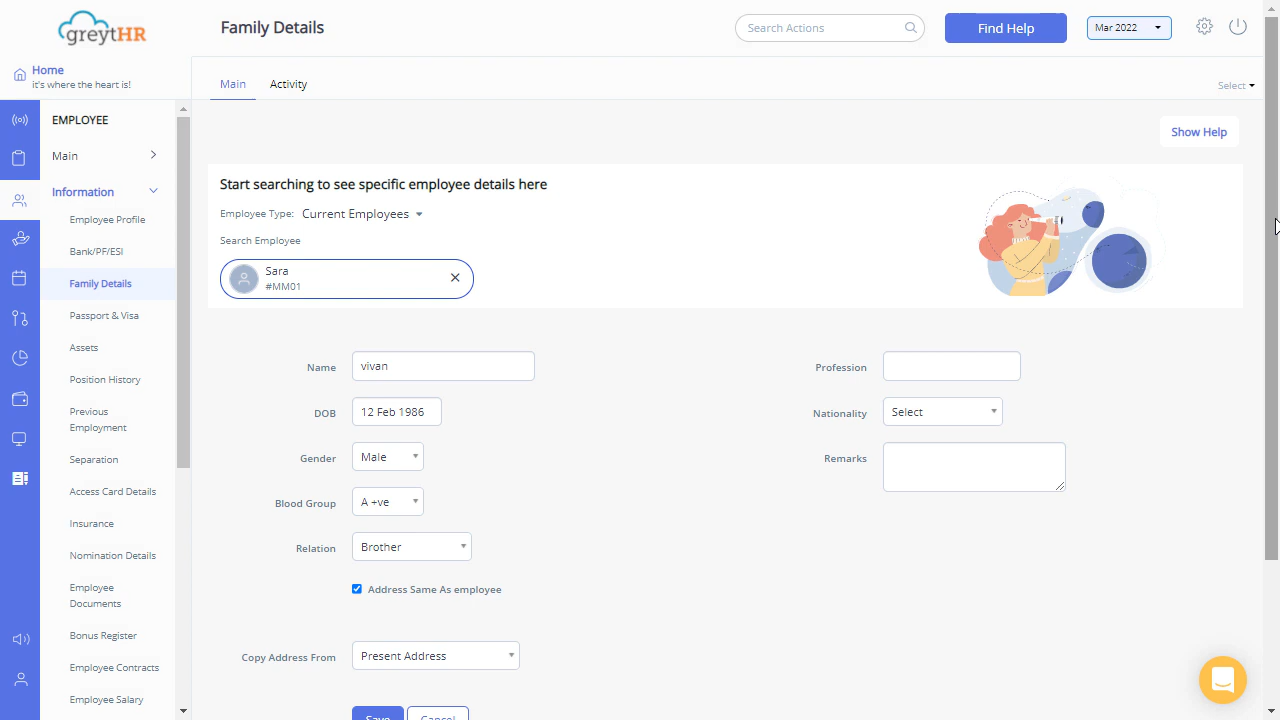 greytHR
Family Details
Search Actions
Find Help
Mar 2022
Home
it's where the heart is!
Main
Activity
Select
EMPLOYEE
Show Help
Main
Information
Employee Profile
Bank/PF/ESI
Family Details
Passport & Visa
Assets
Position History
Previous
Employment
Separation
Access Card Details
Insurance
Nomination Details
Employee
Documents
Bonus Register
Employee Contracts
Employee Salary
Start searching to see specific employee details here
Employee Type: Current Employees
Search Employee
Sara
#MM01
Name vivan
DOB 12 Feb 1986
Gender Male
Blood Group A +ve
Relation Brother
Address Same As employee
Copy Address From Present Address
Profession
Nationality Select
Remarks
Save Cancel